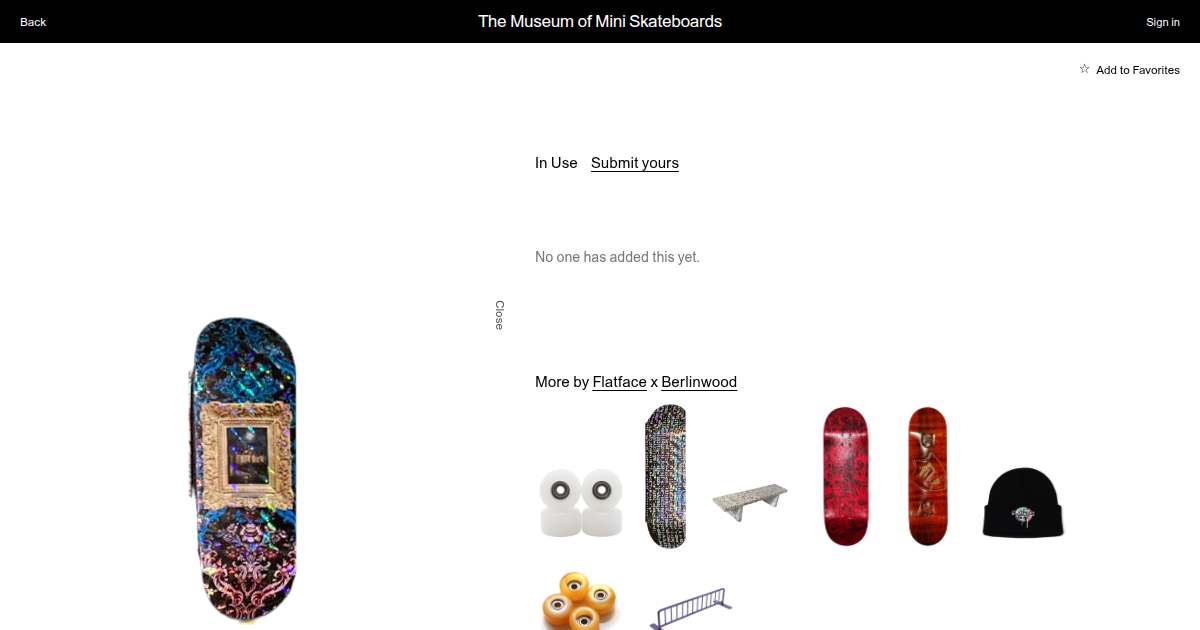 Back
The Museum of Mini Skateboards
Sign in
☆ Add to Favorites
In Use Submit yours
No one has added this yet.
Close
More by Flatface x Berlinwood